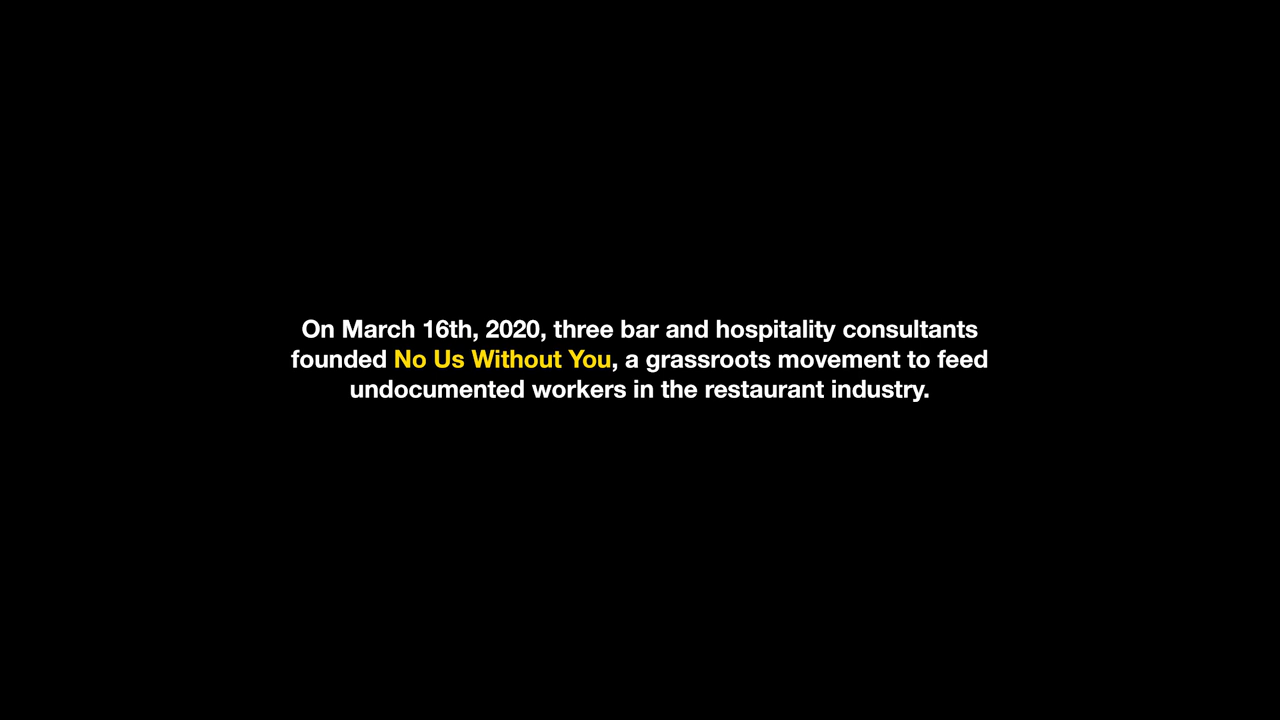 On March 16th, 2020, three bar and hospitality consultants
founded No Us Without You, a grassroots movement to feed
undocumented workers in the restaurant industry.